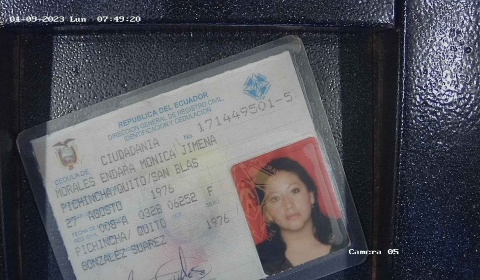 01-09-2023 Lun 07:49:20
REPUBLICA DEL ECUADOR
DIRECCION GENERAL DE REGISTRO CIVIL,
IDENTIFICACION Y CEDULACION
CEDULA DE CIUDADANIA No 171449501-5
MORALES ENDARA MONICA JIMENA
PICHINCHA/QUITO/SAN BLAS
27 AGOSTO 1976
008-A 0328 06252 F
PICHINCHA/ QUITO
GONZALEZ SUAREZ 1976
Camera 05